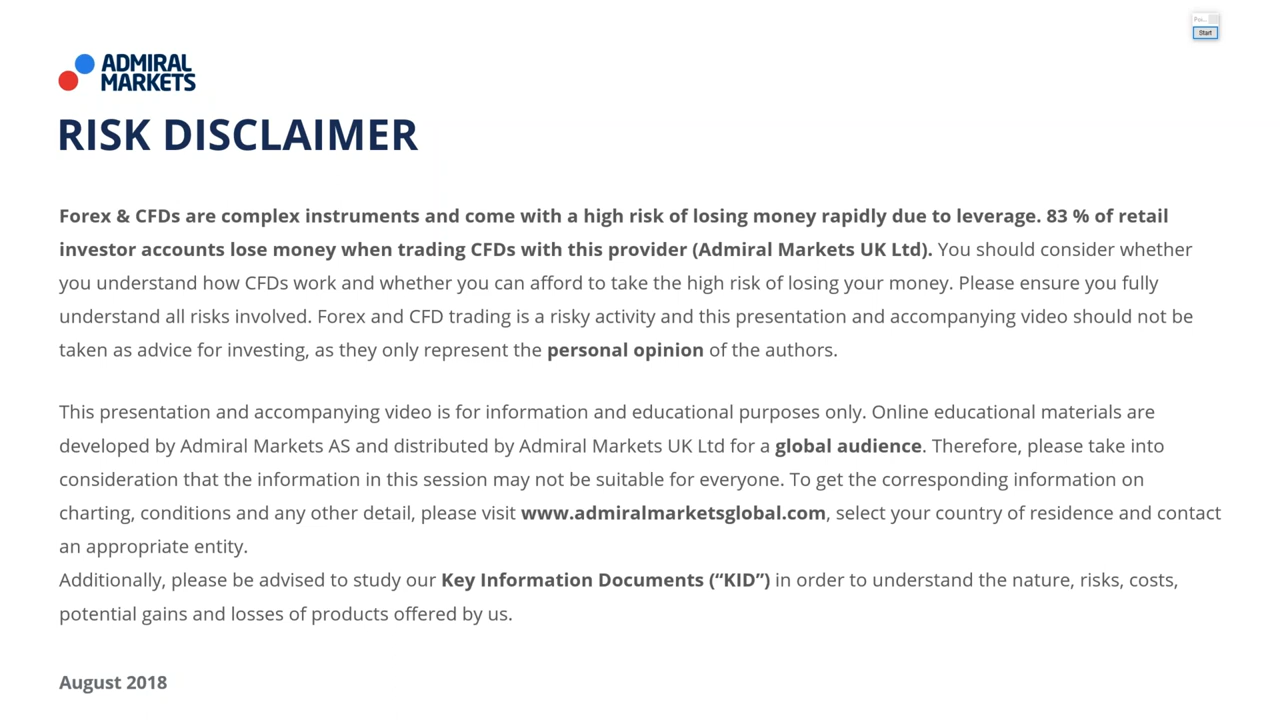 Start
ADMIRAL
MARKETS
RISK DISCLAIMER
Forex & CFDs are complex instruments and come with a high risk of losing money rapidly due to leverage. 83 % of retail
investor accounts lose money when trading CFDs with this provider (Admiral Markets UK Ltd). You should consider whether
you understand how CFDs work and whether you can afford to take the high risk of losing your money. Please ensure you fully
understand all risks involved. Forex and CFD trading is a risky activity and this presentation and accompanying video should not be
taken as advice for investing, as they only represent the personal opinion of the authors.
This presentation and accompanying video is for information and educational purposes only. Online educational materials are
developed by Admiral Markets AS and distributed by Admiral Markets UK Ltd for a global audience. Therefore, please take into
consideration that the information in this session may not be suitable for everyone. To get the corresponding information on
charting, conditions and any other detail, please visit www.admiralmarketsglobal.com, select your country of residence and contact
an appropriate entity.
Additionally, please be advised to study our Key Information Documents (“KID”) in order to understand the nature, risks, costs,
potential gains and losses of products offered by us.
August 2018